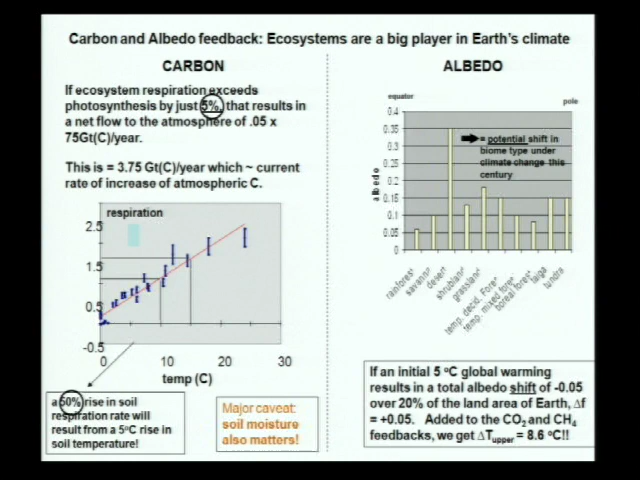 Carbon and Albedo feedback: Ecosystems are a big player in Earth's climate
CARBON
If ecosystem respiration exceeds
photosynthesis by just 5%, that results in
a net flow to the atmosphere of .05 x
75Gt(C)/year.
This is = 3.75 Gt(C)/year which ~ current
rate of increase of atmospheric C.
respiration
2.5
1.5
0.5
-0.5
0 10 20 30
temp (C)
a 50% rise in soil
respiration rate will
result from a 5°C rise in
soil temperature!
Major caveat:
soil moisture
also matters!
ALBEDO
equator
pole
0.4
0.35
0.3
0.25
0.2
0.15
0.1
0.05
0
albedo
= potential shift in
biome type under
climate change this
century
rainforest
savanna
desert
shrubland
grassland
temp. decid. Forest
temp. mixed forest
boreal forest
taiga
tundra
If an initial 5 °C global warming
results in a total albedo shift of -0.05
over 20% of the land area of Earth, Δf
= +0.05. Added to the CO2 and CH4
feedbacks, we get ΔTupper = 8.6 °C!!